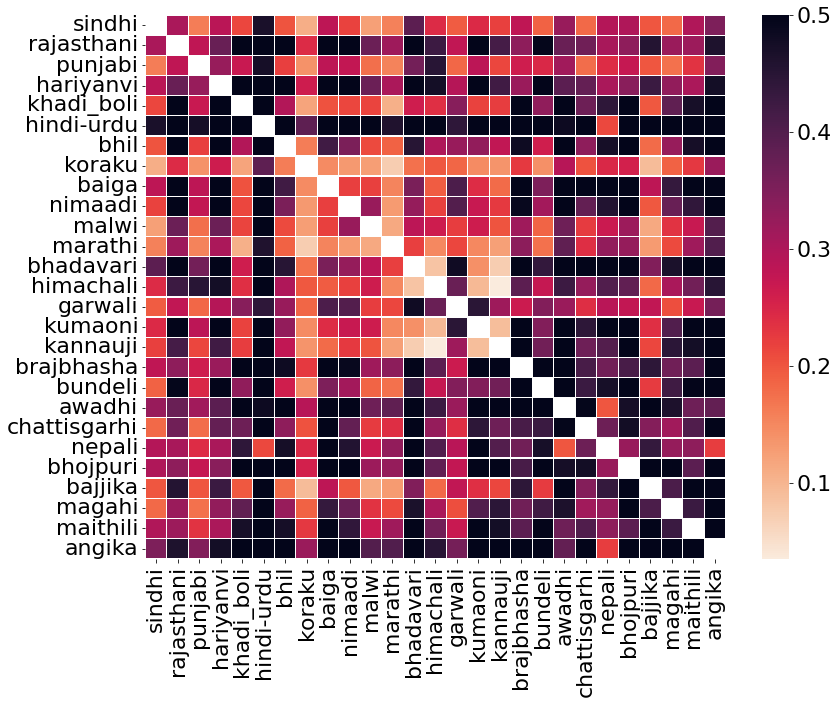 sindhi
rajasthani
punjabi
hariyanvi
khadi_boli
hindi-urdu
bhil
koraku
baiga
nimaadi
malwi
marathi
bhadavari
himachali
garwali
kumaoni
kannauji
brajbhasha
bundeli
awadhi
chattisgarhi
nepali
bhojpuri
bajjika
magahi
maithili
angika
sindhi
rajasthani
punjabi
hariyanvi
khadi_boli
hindi-urdu
bhil
koraku
baiga
nimaadi
malwi
marathi
bhadavari
himachali
garwali
kumaoni
kannauji
brajbhasha
bundeli
awadhi
chattisgarhi
nepali
bhojpuri
bajjika
magahi
maithili
angika
0.5
0.4
0.3
0.2
0.1